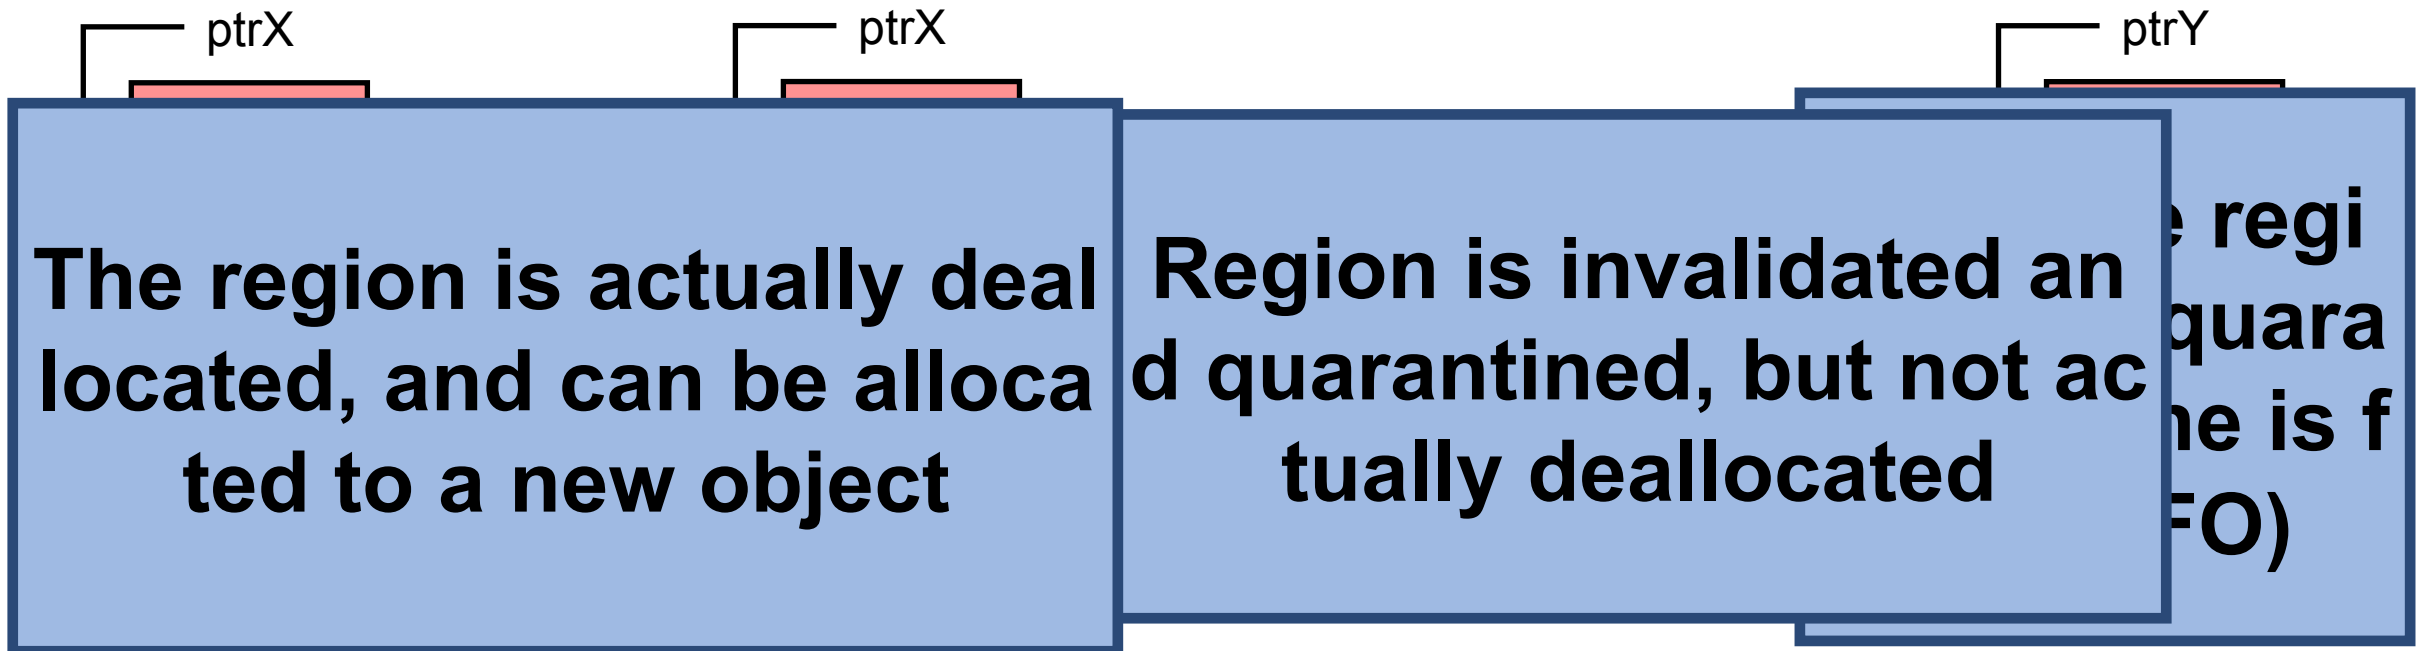 ptrX
ptrX
ptrY
The region is actually deal
located, and can be alloca
ted to a new object
Region is invalidated an
d quarantined, but not ac
tually deallocated
regi
quara
is f
FO)